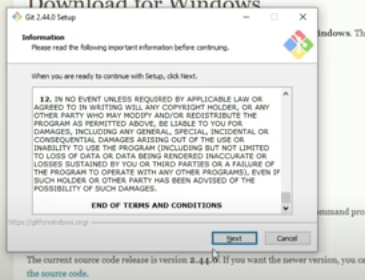 Download for Windows
Git 2.44.0 Setup
Information
Please read the following important information before continuing.
indows. Th
When you are ready to continue with Setup, click Next.
12. IN NO EVENT UNLESS REQUIRED BY APPLICABLE LAW OR
AGREED TO IN WRITING WILL ANY COPYRIGHT HOLDER, OR ANY
OTHER PARTY WHO MAY MODIFY AND/OR REDISTRIBUTE THE
PROGRAM AS PERMITTED ABOVE, BE LIABLE TO YOU FOR
DAMAGES, INCLUDING ANY GENERAL, SPECIAL, INCIDENTAL OR
CONSEQUENTIAL DAMAGES ARISING OUT OF THE USE OR
INABILITY TO USE THE PROGRAM (INCLUDING BUT NOT LIMITED
TO LOSS OF DATA OR DATA BEING RENDERED INACCURATE OR
LOSSES SUSTAINED BY YOU OR THIRD PARTIES OR A FAILURE OF
THE PROGRAM TO OPERATE WITH ANY OTHER PROGRAMS), EVEN IF
SUCH HOLDER OR OTHER PARTY HAS BEEN ADVISED OF THE
POSSIBILITY OF SUCH DAMAGES.
END OF TERMS AND CONDITIONS
mmand pro
https://gitforwindows.org/
Next
Cancel
The current source code release is version 2.44.0. If you want the newer version, you ca
the source code.